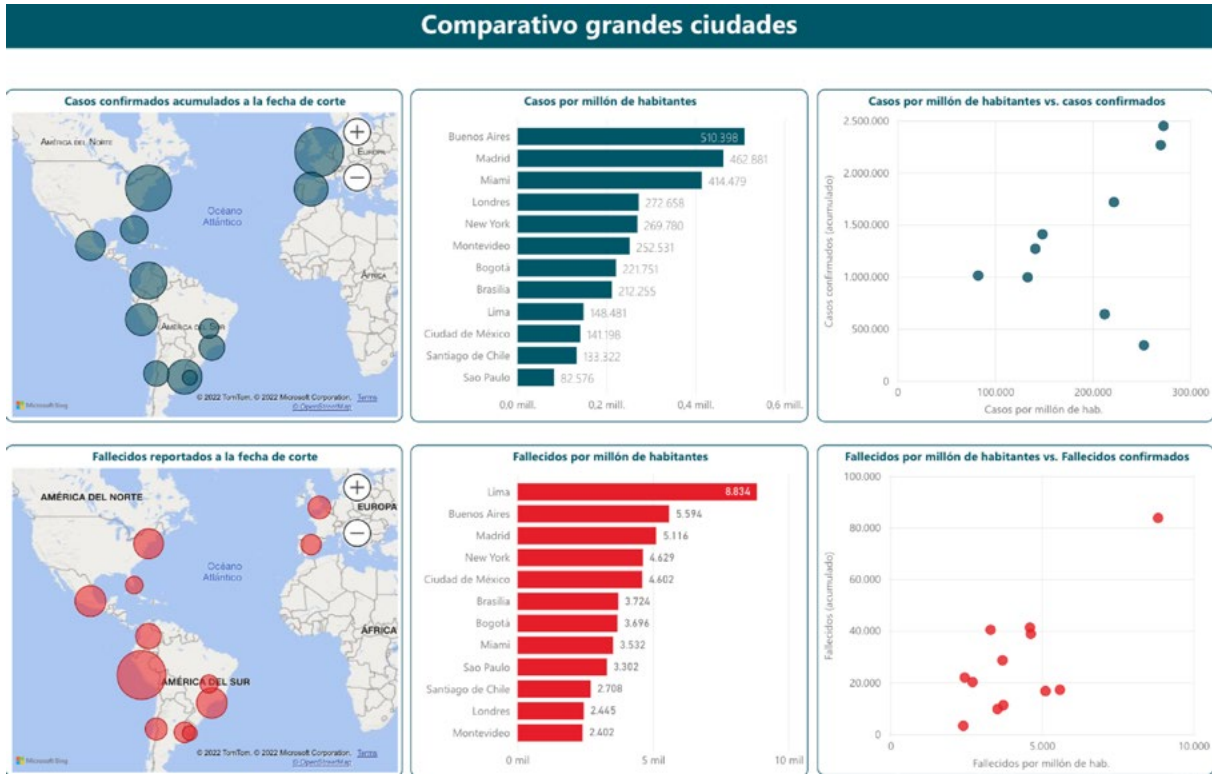 Comparativo grandes ciudades
Casos confirmados acumulados a la fecha de corte
AMÉRICA DEL NORTE
EUROPA
Océano
Atlántico
ÁFRICA
AMÉRICA DEL SUR
Microsoft Bing
© 2022 TomTom, © 2022 Microsoft Corporation, Terms
© OpenStreetMap
Casos por millón de habitantes
Buenos Aires 510.398
Madrid 462.881
Miami 414.479
Londres 272.658
New York 269.780
Montevideo 252.531
Bogotá 221.751
Brasilia 212.255
Lima 148.481
Ciudad de México 141.198
Santiago de Chile 133.322
Sao Paulo 82.576
0,0 mill. 0,2 mill. 0,4 mill. 0,6 mill.
Casos por millón de habitantes vs. casos confirmados
Casos confirmados (acumulado)
2.500.000
2.000.000
1.500.000
1.000.000
500.000
0
0 100.000 200.000 300.000
Casos por millón de hab.
Fallecidos reportados a la fecha de corte
AMÉRICA DEL NORTE
EUROPA
Océano
Atlántico
ÁFRICA
AMÉRICA DEL SUR
Microsoft Bing
© 2022 TomTom, © 2022 Microsoft Corporation, Terms
© OpenStreetMap
Fallecidos por millón de habitantes
Lima 8.834
Buenos Aires 5.594
Madrid 5.116
New York 4.629
Ciudad de México 4.602
Brasilia 3.724
Bogotá 3.696
Miami 3.532
Sao Paulo 3.302
Santiago de Chile 2.708
Londres 2.445
Montevideo 2.402
0 mil 5 mil 10 mil
Fallecidos por millón de habitantes vs. Fallecidos confirmados
Fallecidos (acumulado)
100.000
80.000
60.000
40.000
20.000
0
5.000 10.000
Fallecidos por millón de hab.